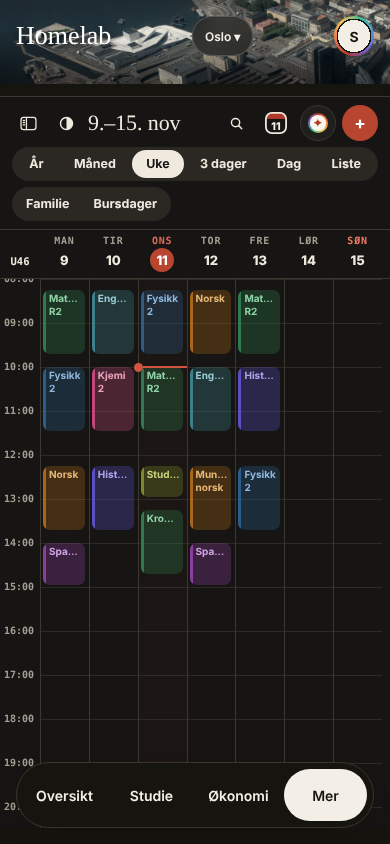 Homelab
Oslo ▾
S
9.–15. nov
11
+
År Måned Uke 3 dager Dag Liste
Familie Bursdager
U46
MAN TIR ONS TOR FRE LØR SØN
9 10 11 12 13 14 15
08:00
Mat... R2
Eng...
Fysikk 2
Norsk
Mat... R2
09:00
10:00
Fysikk 2
Kjemi 2
Mat... R2
Eng...
Hist...
11:00
12:00
Norsk
Hist...
Stud...
Mun... norsk
Fysikk 2
13:00
Kro...
14:00
Spa...
Spa...
15:00
16:00
17:00
18:00
19:00
20:
Oversikt Studie Økonomi Mer